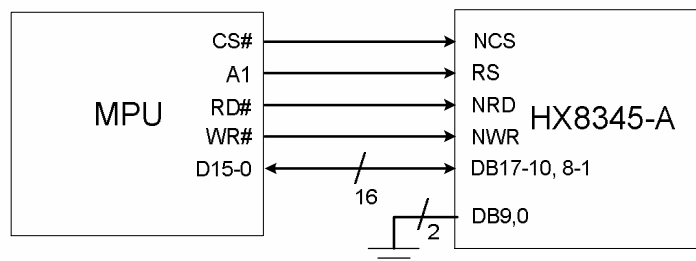 CS# NCS
A1 RS
RD# NRD
MPU HX8345-A
WR# NWR
D15-0 DB17-10, 8-1
16
DB9,0
2